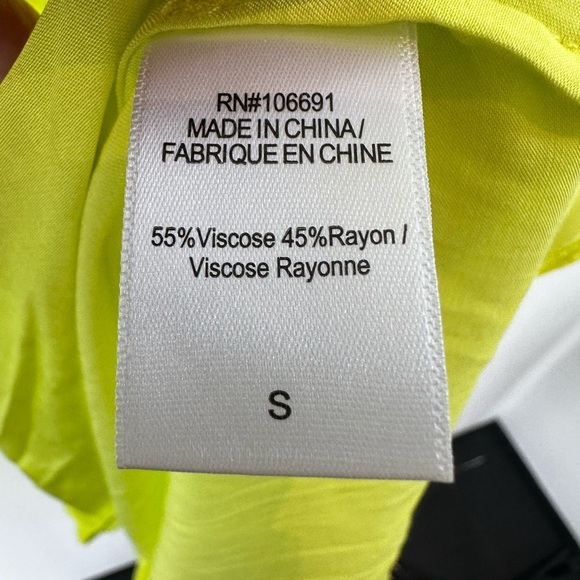 RN#106691
MADE IN CHINA/
FABRIQUE EN CHINE
55%Viscose 45%Rayon /
Viscose Rayonne
S